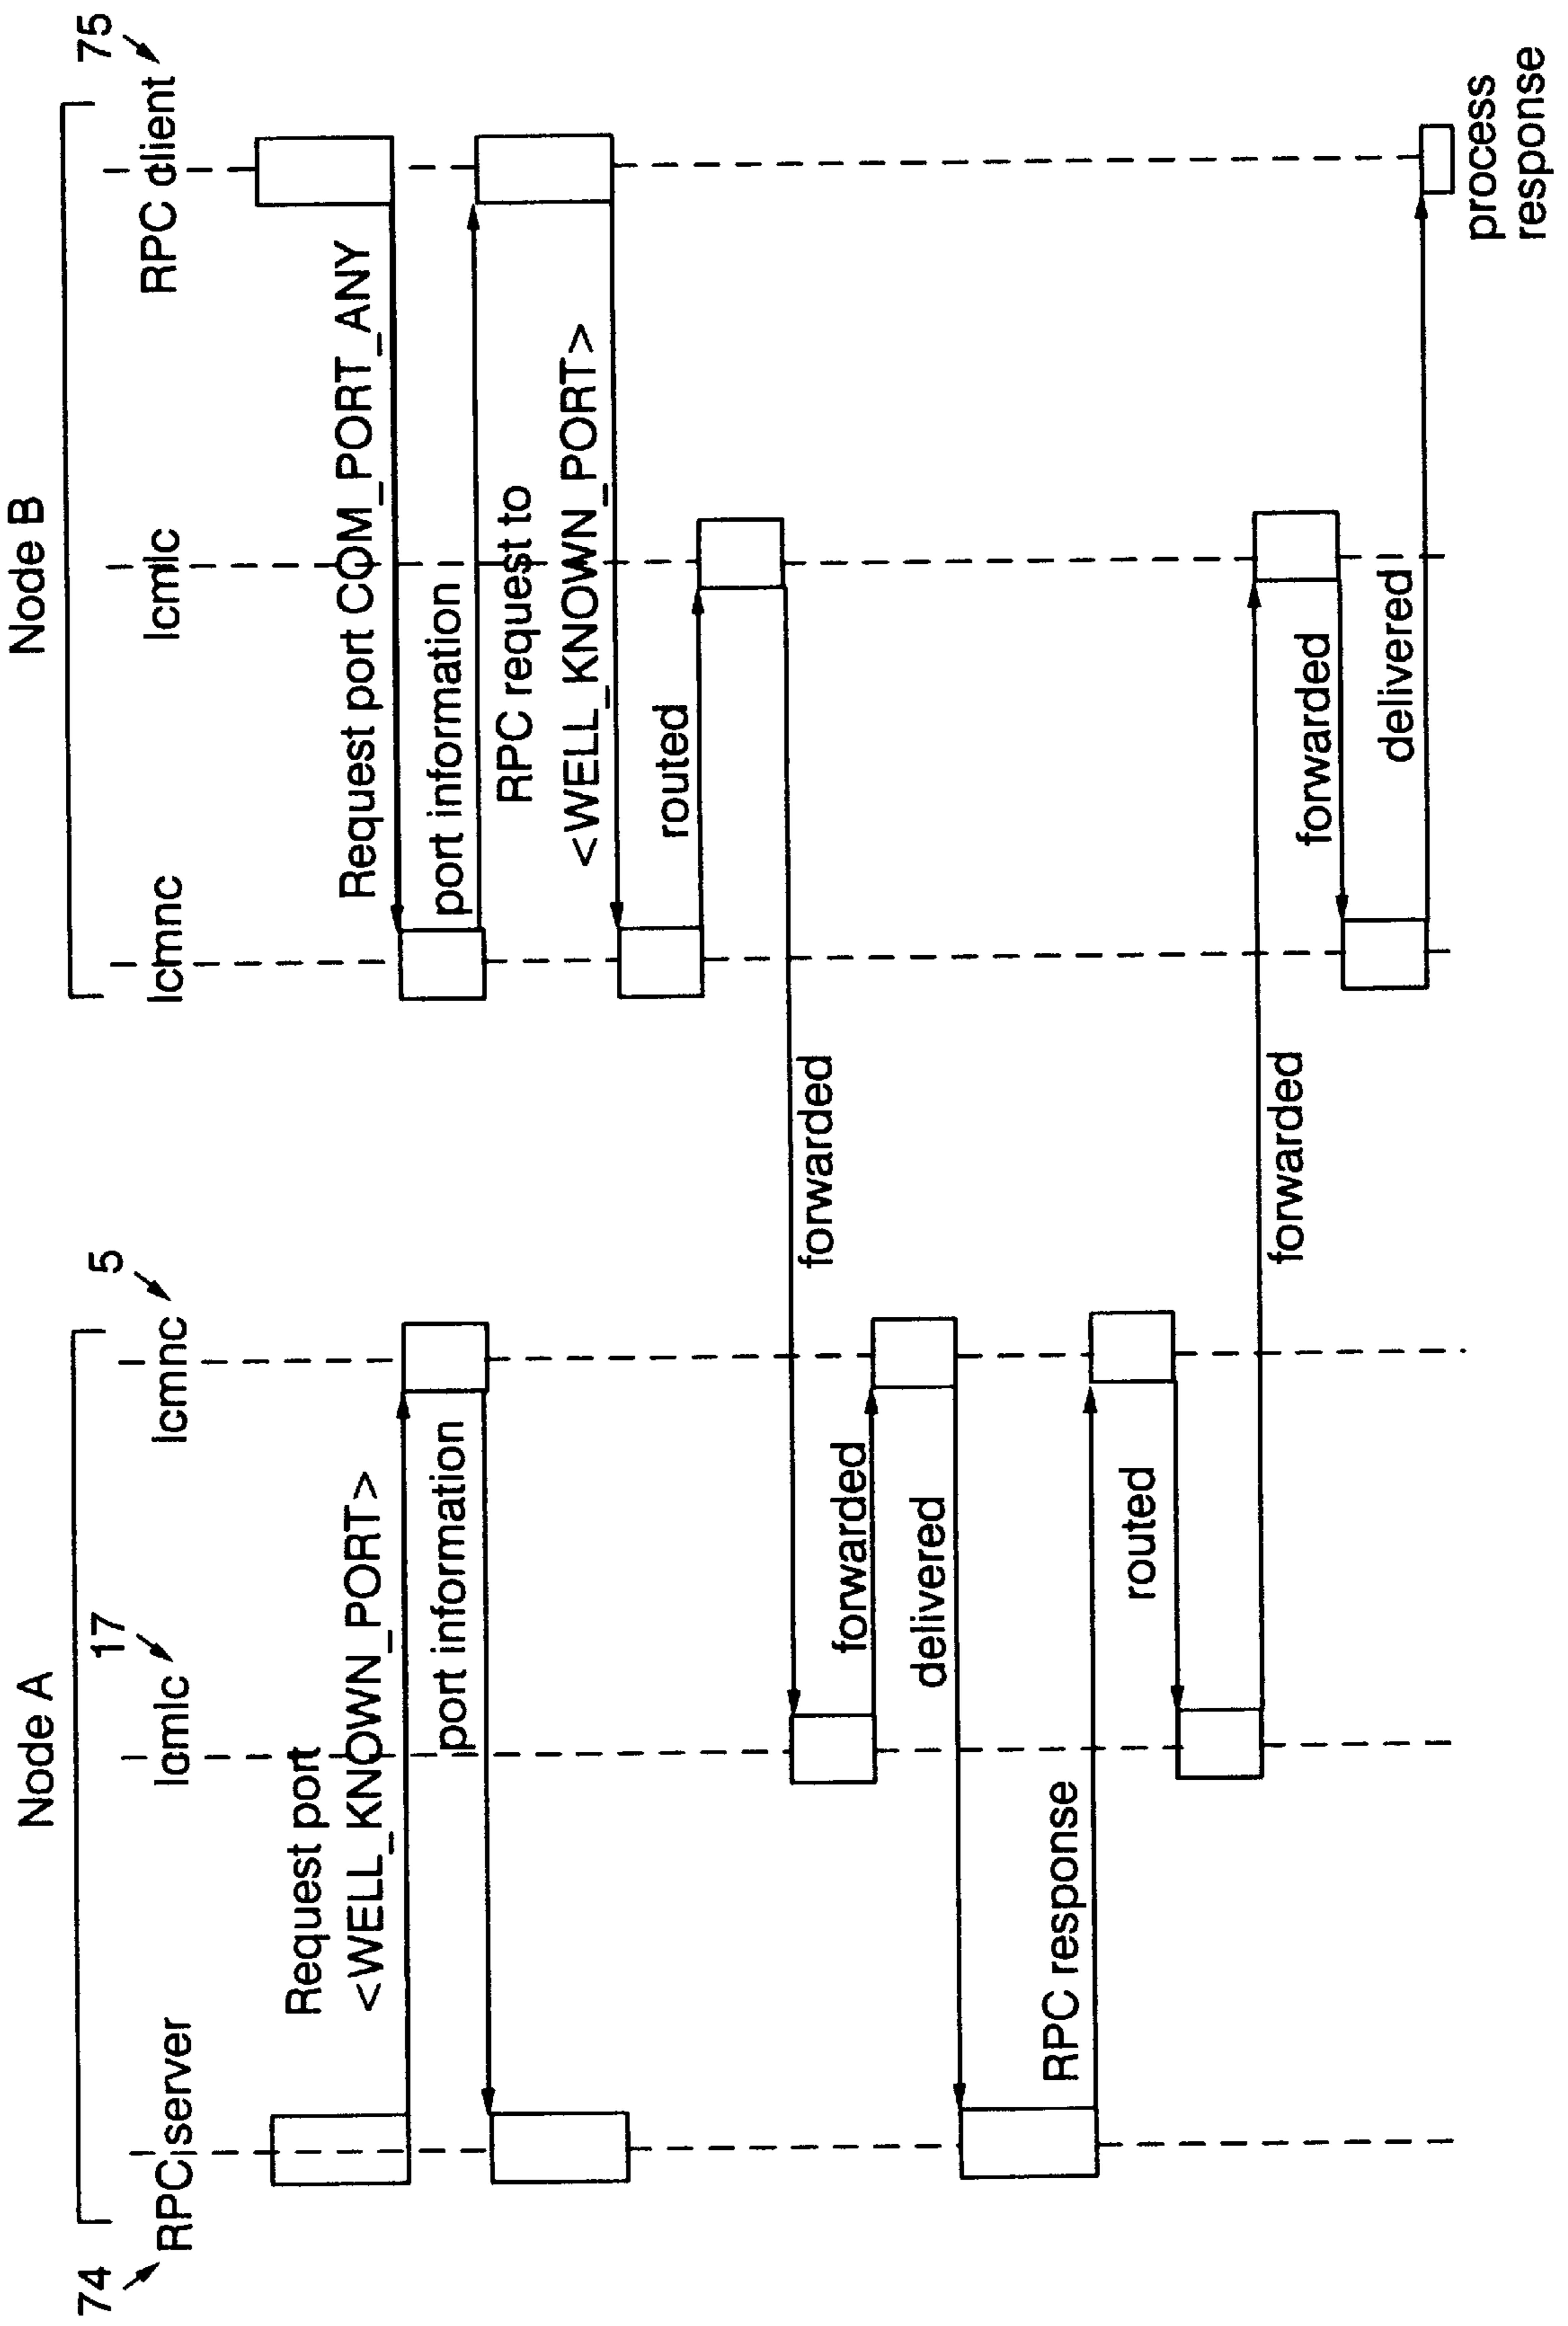 Node A
Node B
74
RPC server
17
lcmlc
lcmnc
5
lcmnc
lcmlc
RPC client
75
Request port
<WELL_KNOWN_PORT>
port information
Request port COM_PORT_ANY
port information
RPC request to
<WELL_KNOWN_PORT>
routed
forwarded
forwarded
delivered
RPC response
routed
forwarded
forwarded
delivered
process
response